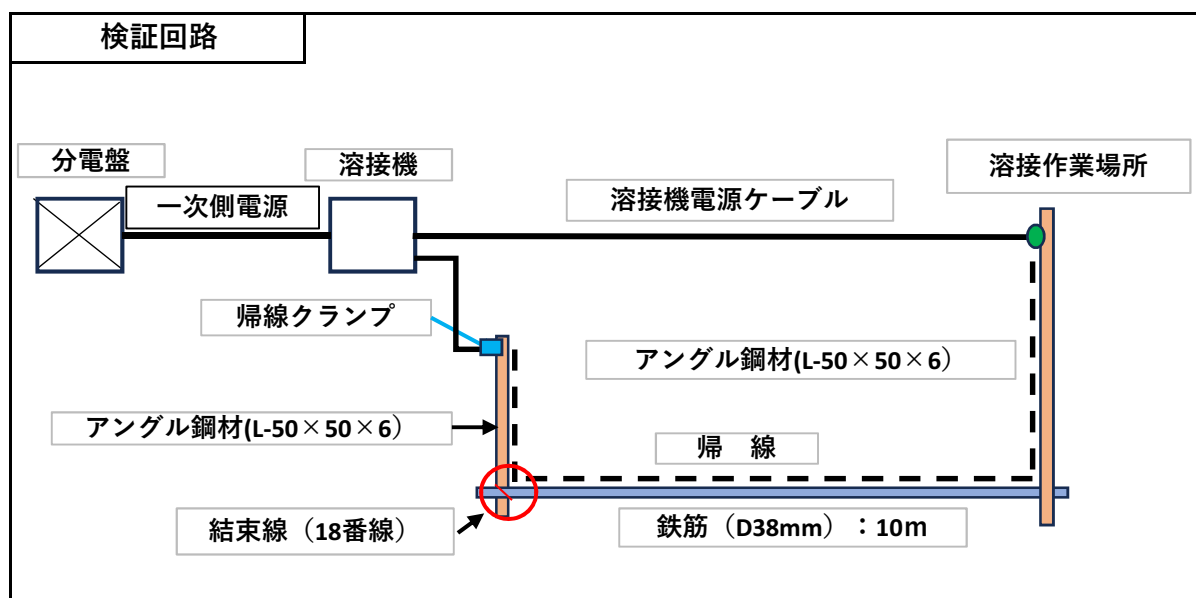 検証回路
分電盤
溶接機
溶接作業場所
一次側電源
溶接機電源ケーブル
帰線クランプ
アングル鋼材(L-50×50×6)
アングル鋼材(L-50×50×6)
帰 線
結束線（18番線）
鉄筋（D38mm）：10m